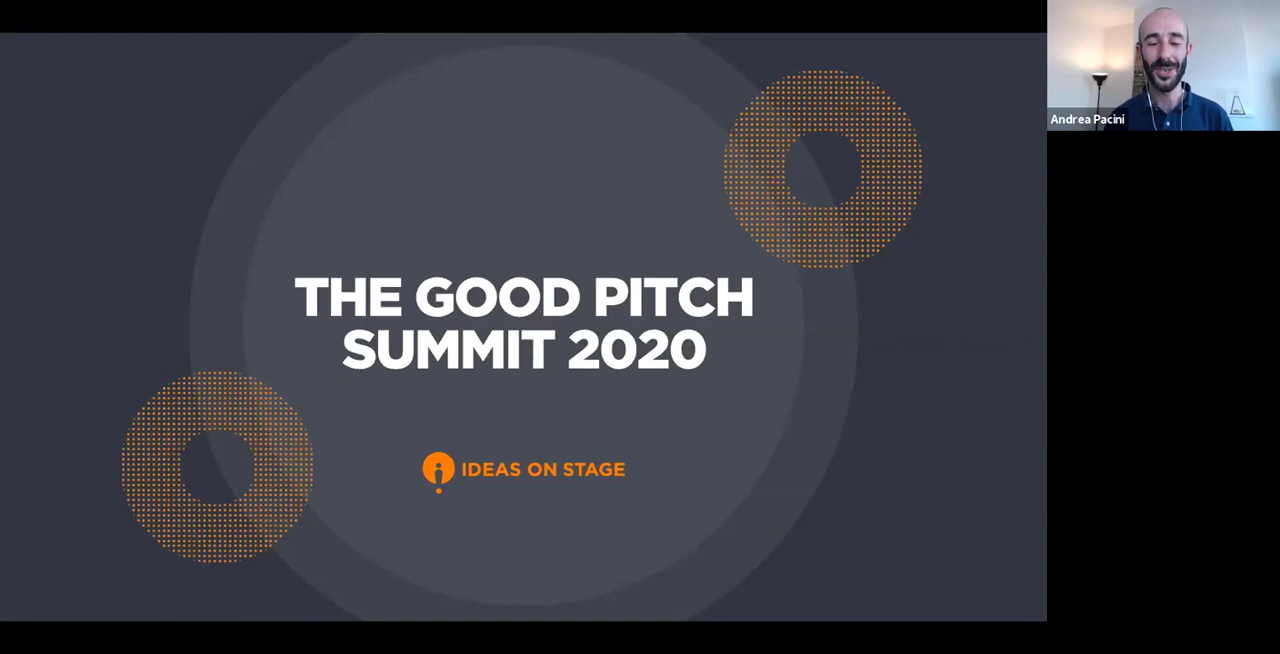 THE GOOD PITCH
SUMMIT 2020
IDEAS ON STAGE
Andrea Pacini